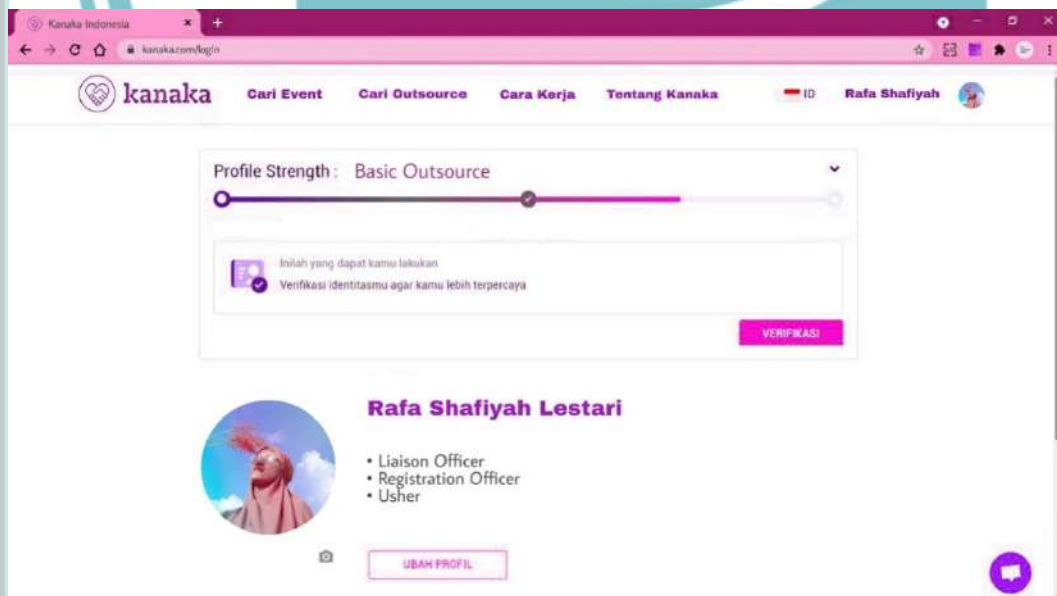 Kanaka Indonesia
kanaka.com/login
kanaka Cari Event Cari Outsource Cara Kerja Tentang Kanaka ID Rafa Shafiyah
Profile Strength : Basic Outsource
Inilah yang dapat kamu lakukan
Verifikasi identitasmu agar kamu lebih terpercaya
VERIFIKASI
Rafa Shafiyah Lestari
• Liaison Officer
• Registration Officer
• Usher
UBAH PROFIL